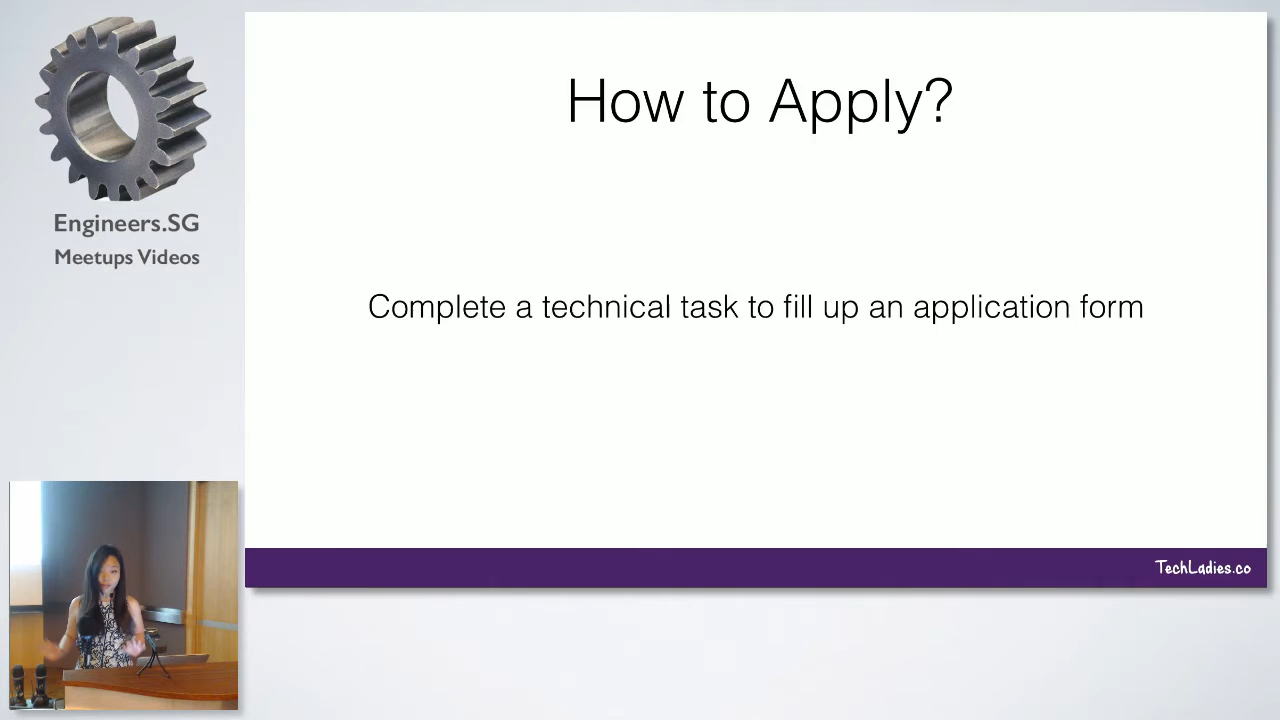 Engineers.SG
Meetups Videos
How to Apply?
Complete a technical task to fill up an application form
TechLadies.co